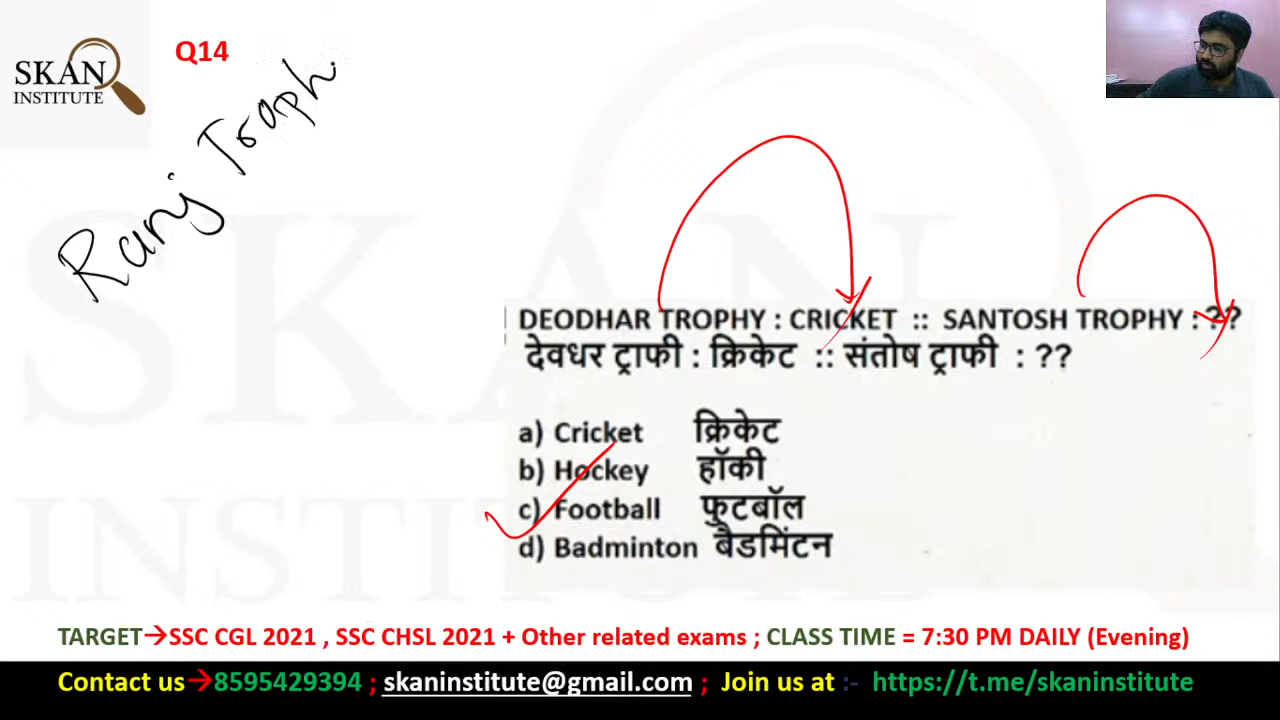 SKAN
INSTITUTE
Q14
Ranj Traph
DEODHAR TROPHY : CRICKET :: SANTOSH TROPHY : ??
देवधर ट्राफी : क्रिकेट :: संतोष ट्राफी : ??
a) Cricket क्रिकेट
b) Hockey हॉकी
c) Football फुटबॉल
d) Badminton बैडमिंटन
TARGET→SSC CGL 2021 , SSC CHSL 2021 + Other related exams ; CLASS TIME = 7:30 PM DAILY (Evening)
Contact us→8595429394 ; skaninstitute@gmail.com ; Join us at :- https://t.me/skaninstitute